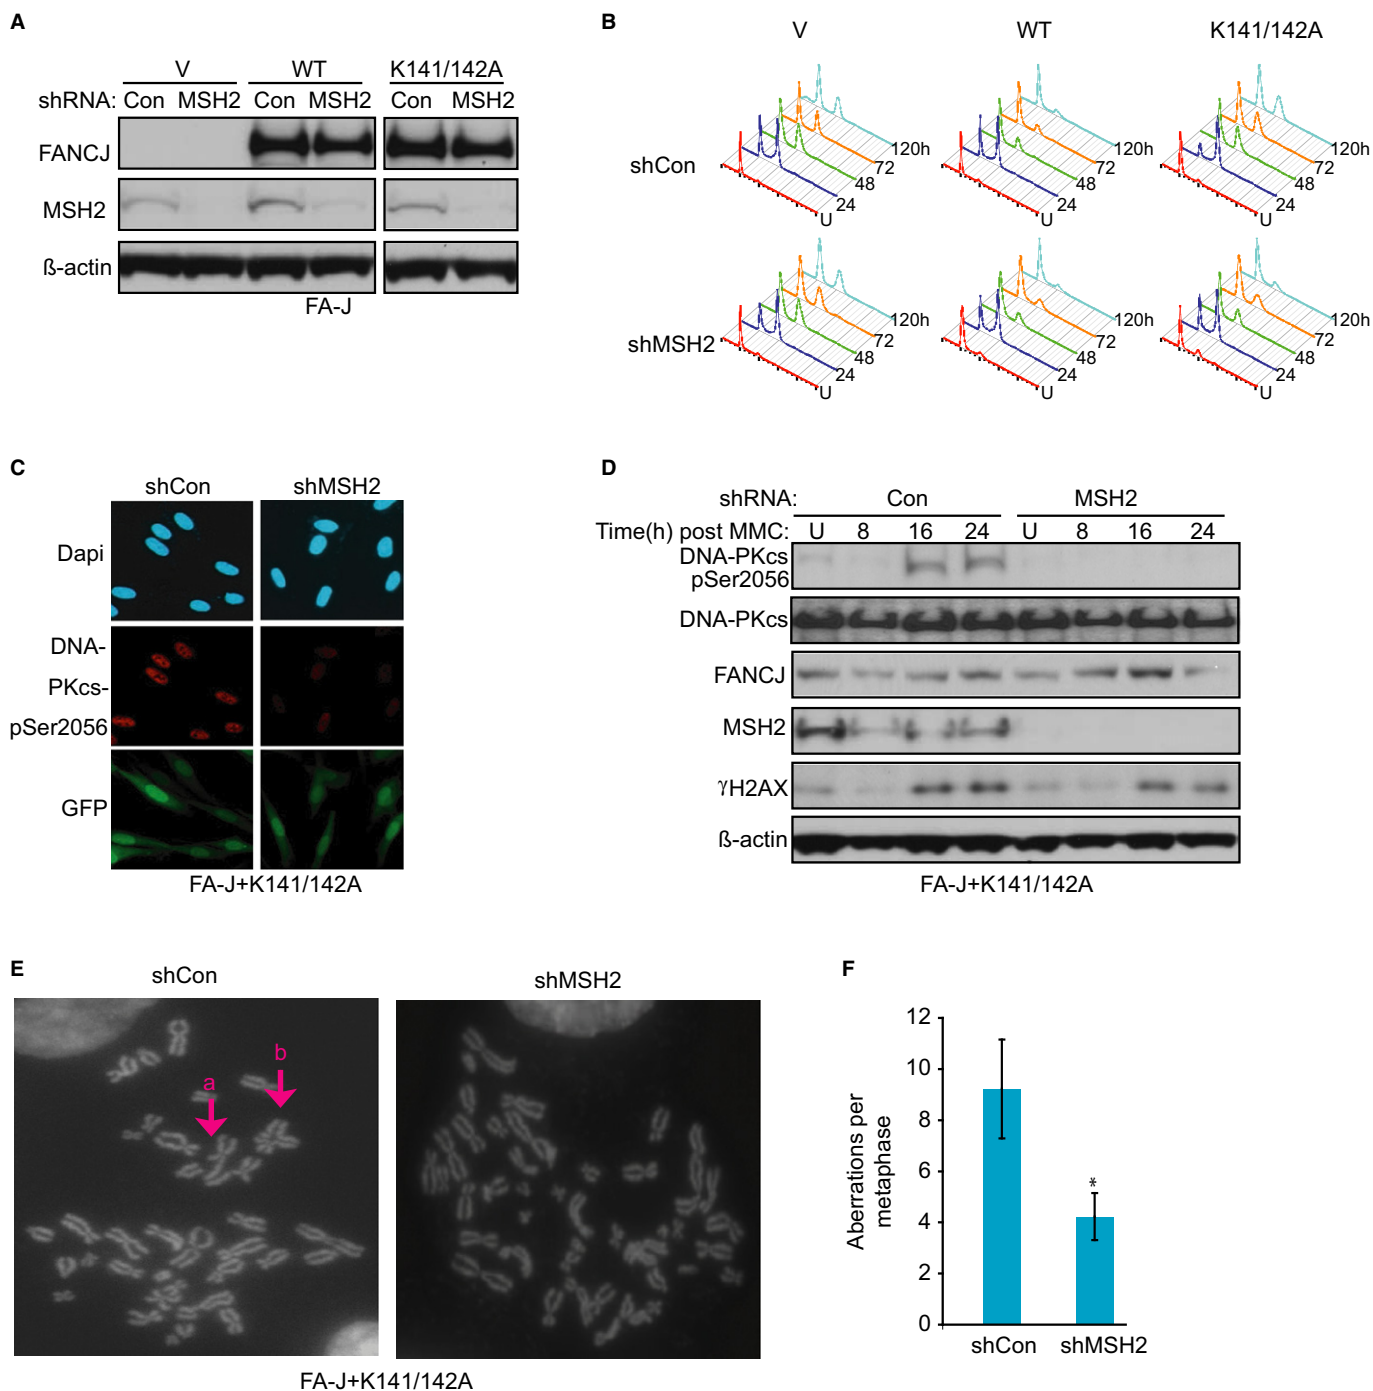 A
V WT K141/142A
shRNA: Con MSH2 Con MSH2 Con MSH2
FANCJ
MSH2
ß-actin
FA-J
B
V WT K141/142A
shCon
120h 72 48 24 U
120h 72 48 24 U
120h 72 48 24 U
shMSH2
120h 72 48 24 U
120h 72 48 24 U
120h 72 48 24 U
C
shCon shMSH2
Dapi
DNA-
PKcs-
pSer2056
GFP
FA-J+K141/142A
D
shRNA: Con MSH2
Time(h) post MMC: U 8 16 24 U 8 16 24
DNA-PKcs
pSer2056
DNA-PKcs
FANCJ
MSH2
γH2AX
ß-actin
FA-J+K141/142A
E
shCon shMSH2
a b
FA-J+K141/142A
F
Aberrations per
metaphase
12
10
8
6
4
2
0
*
shCon shMSH2